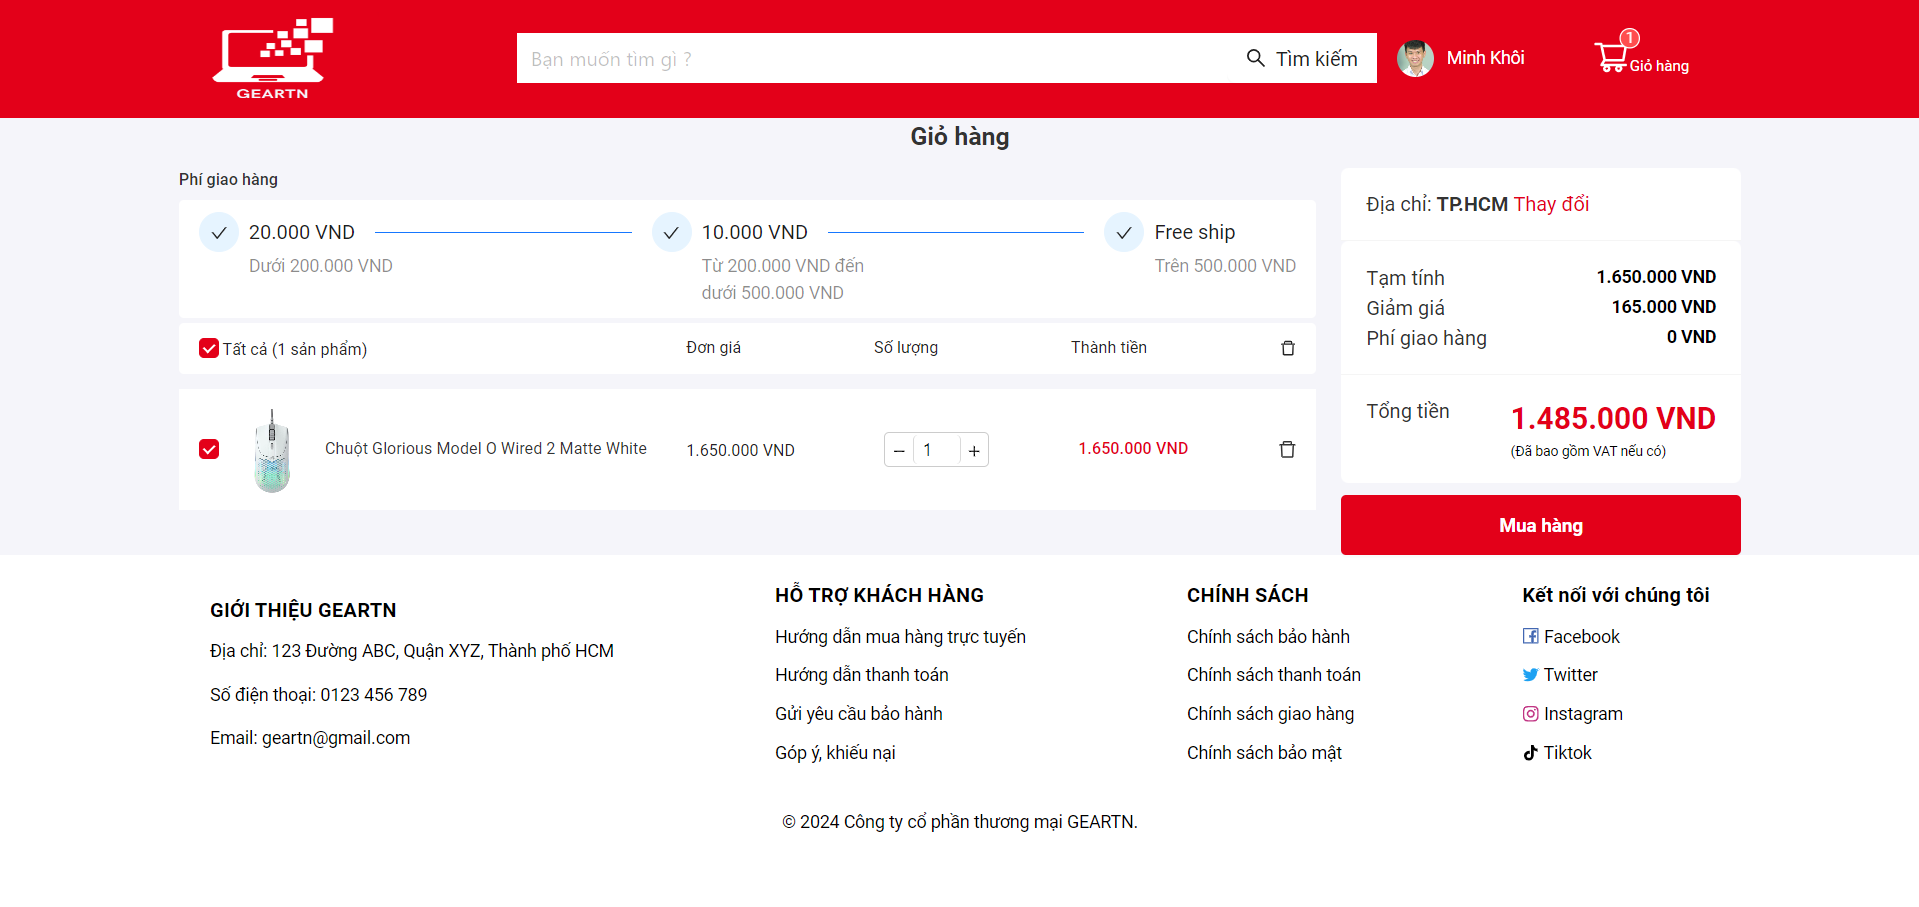 GEARTN
Bạn muốn tìm gì ?
Tìm kiếm
Minh Khôi
1
Giỏ hàng
Giỏ hàng
Phí giao hàng
20.000 VND
Dưới 200.000 VND
10.000 VND
Từ 200.000 VND đến
dưới 500.000 VND
Free ship
Trên 500.000 VND
Tất cả (1 sản phẩm)
Đơn giá
Số lượng
Thành tiền
Chuột Glorious Model O Wired 2 Matte White
1.650.000 VND
1
1.650.000 VND
Địa chỉ: TP.HCM Thay đổi
Tạm tính
1.650.000 VND
Giảm giá
165.000 VND
Phí giao hàng
0 VND
Tổng tiền
1.485.000 VND
(Đã bao gồm VAT nếu có)
Mua hàng
GIỚI THIỆU GEARTN
Địa chỉ: 123 Đường ABC, Quận XYZ, Thành phố HCM
Số điện thoại: 0123 456 789
Email: geartn@gmail.com
HỖ TRỢ KHÁCH HÀNG
Hướng dẫn mua hàng trực tuyến
Hướng dẫn thanh toán
Gửi yêu cầu bảo hành
Góp ý, khiếu nại
CHÍNH SÁCH
Chính sách bảo hành
Chính sách thanh toán
Chính sách giao hàng
Chính sách bảo mật
Kết nối với chúng tôi
Facebook
Twitter
Instagram
Tiktok
© 2024 Công ty cổ phần thương mại GEARTN.